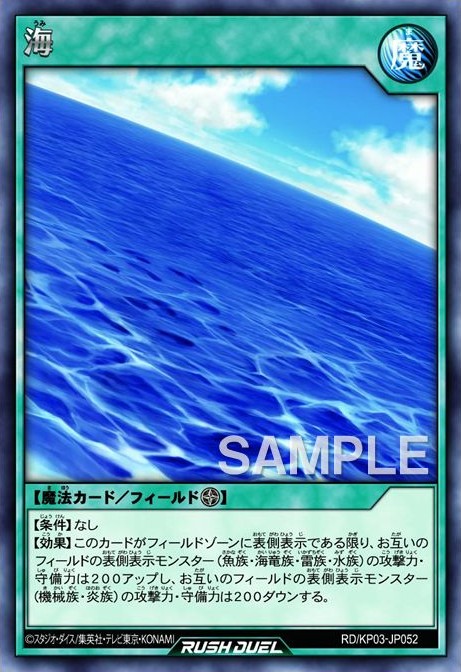 海
魔
SAMPLE
【魔法カード／フィールド】
【条件】なし
【効果】このカードがフィールドゾーンに表側表示である限り、お互いの
フィールドの表側表示モンスター（魚族・海竜族・雷族・水族）の攻撃力・
守備力は２００アップし、お互いのフィールドの表側表示モンスター
（機械族・炎族）の攻撃力・守備力は２００ダウンする。
©スタジオ・ダイス/集英社・テレビ東京・KONAMI
RUSH DUEL
RD/KP03-JP052